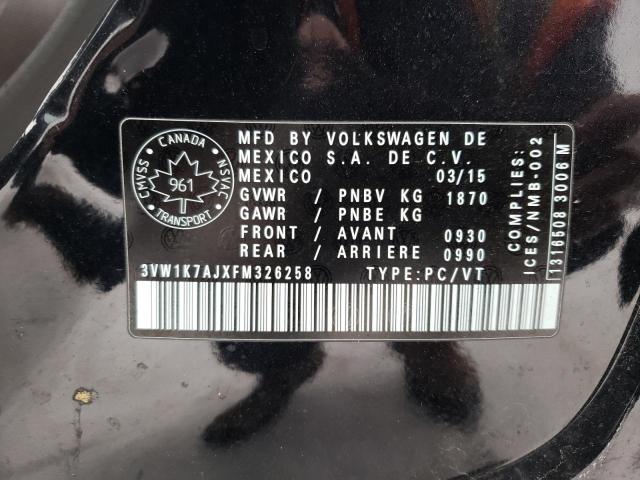 CANADA
CMVSS
NSVAC
961
TRANSPORT
MFD BY VOLKSWAGEN DE
MEXICO S.A. DE C.V.
MEXICO 03/15
GVWR / PNBV KG 1870
GAWR / PNBE KG
FRONT / AVANT 0930
REAR / ARRIERE 0990
3VW1K7AJXFM326258 TYPE:PC/VT
COMPLIES:
ICES/NMB-002
1316508 3006 M